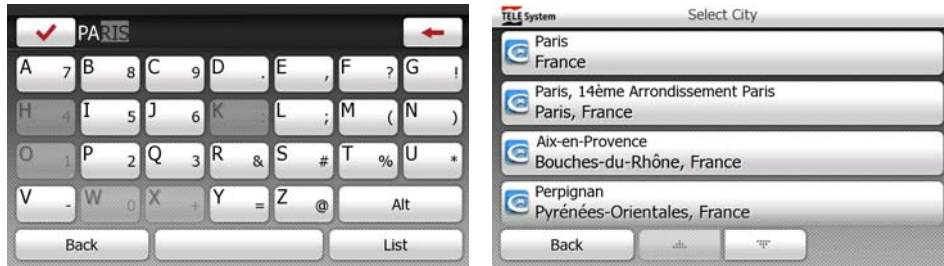 PARIS
A 7 B 8 C 9 D . E , F ? G !
H 4 I 5 J 6 K : L ; M ( N )
O 1 P 2 Q 3 R & S # T % U *
V - W 0 X + Y = Z @ Alt
Back List
TELE System Select City
Paris
France
Paris, 14ème Arrondissement Paris
Paris, France
Aix-en-Provence
Bouches-du-Rhône, France
Perpignan
Pyrénées-Orientales, France
Back